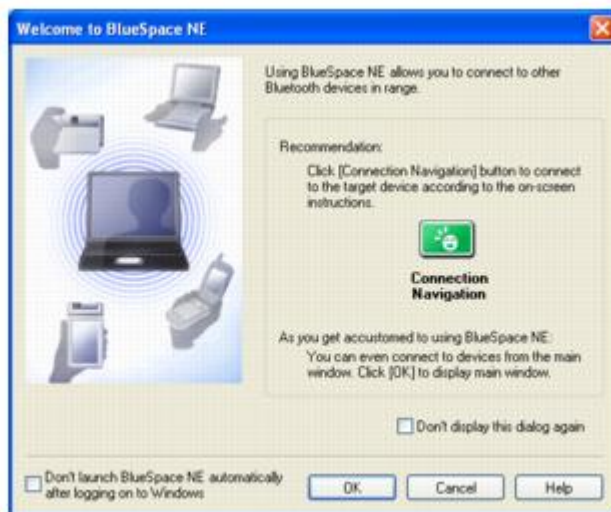 Welcome to BlueSpace NE
Using BlueSpace NE allows you to connect to other
Bluetooth devices in range.
Recommendation:
Click [Connection Navigation] button to connect
to the target device according to the on-screen
instructions.
Connection
Navigation
As you get accustomed to using BlueSpace NE:
You can even connect to devices from the main
window. Click [OK] to display main window.
Don't display this dialog again
Don't launch BlueSpace NE automatically
after logging on to Windows
OK
Cancel
Help